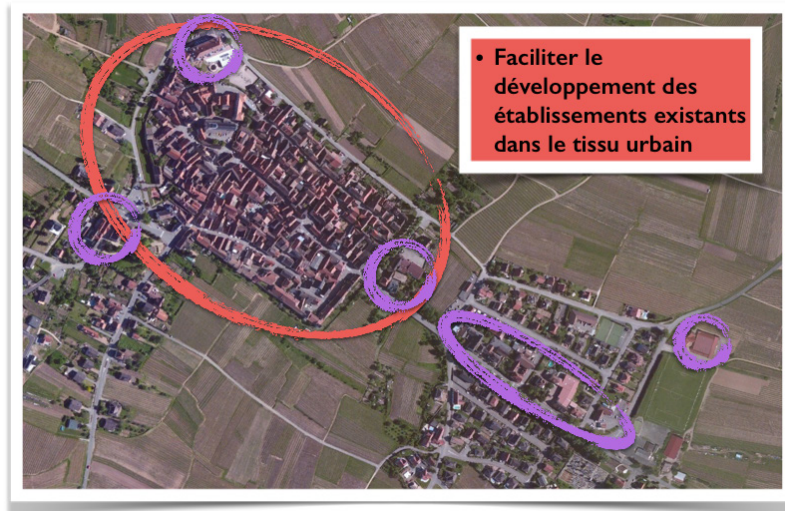 • Faciliter le
développement des
établissements existants
dans le tissu urbain